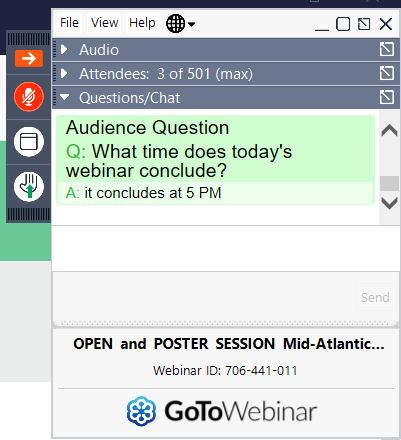 File View Help
Audio
Attendees: 3 of 501 (max)
Questions/Chat
Audience Question
Q: What time does today's
webinar conclude?
A: it concludes at 5 PM
Send
OPEN and POSTER SESSION Mid-Atlantic...
Webinar ID: 706-441-011
GoToWebinar